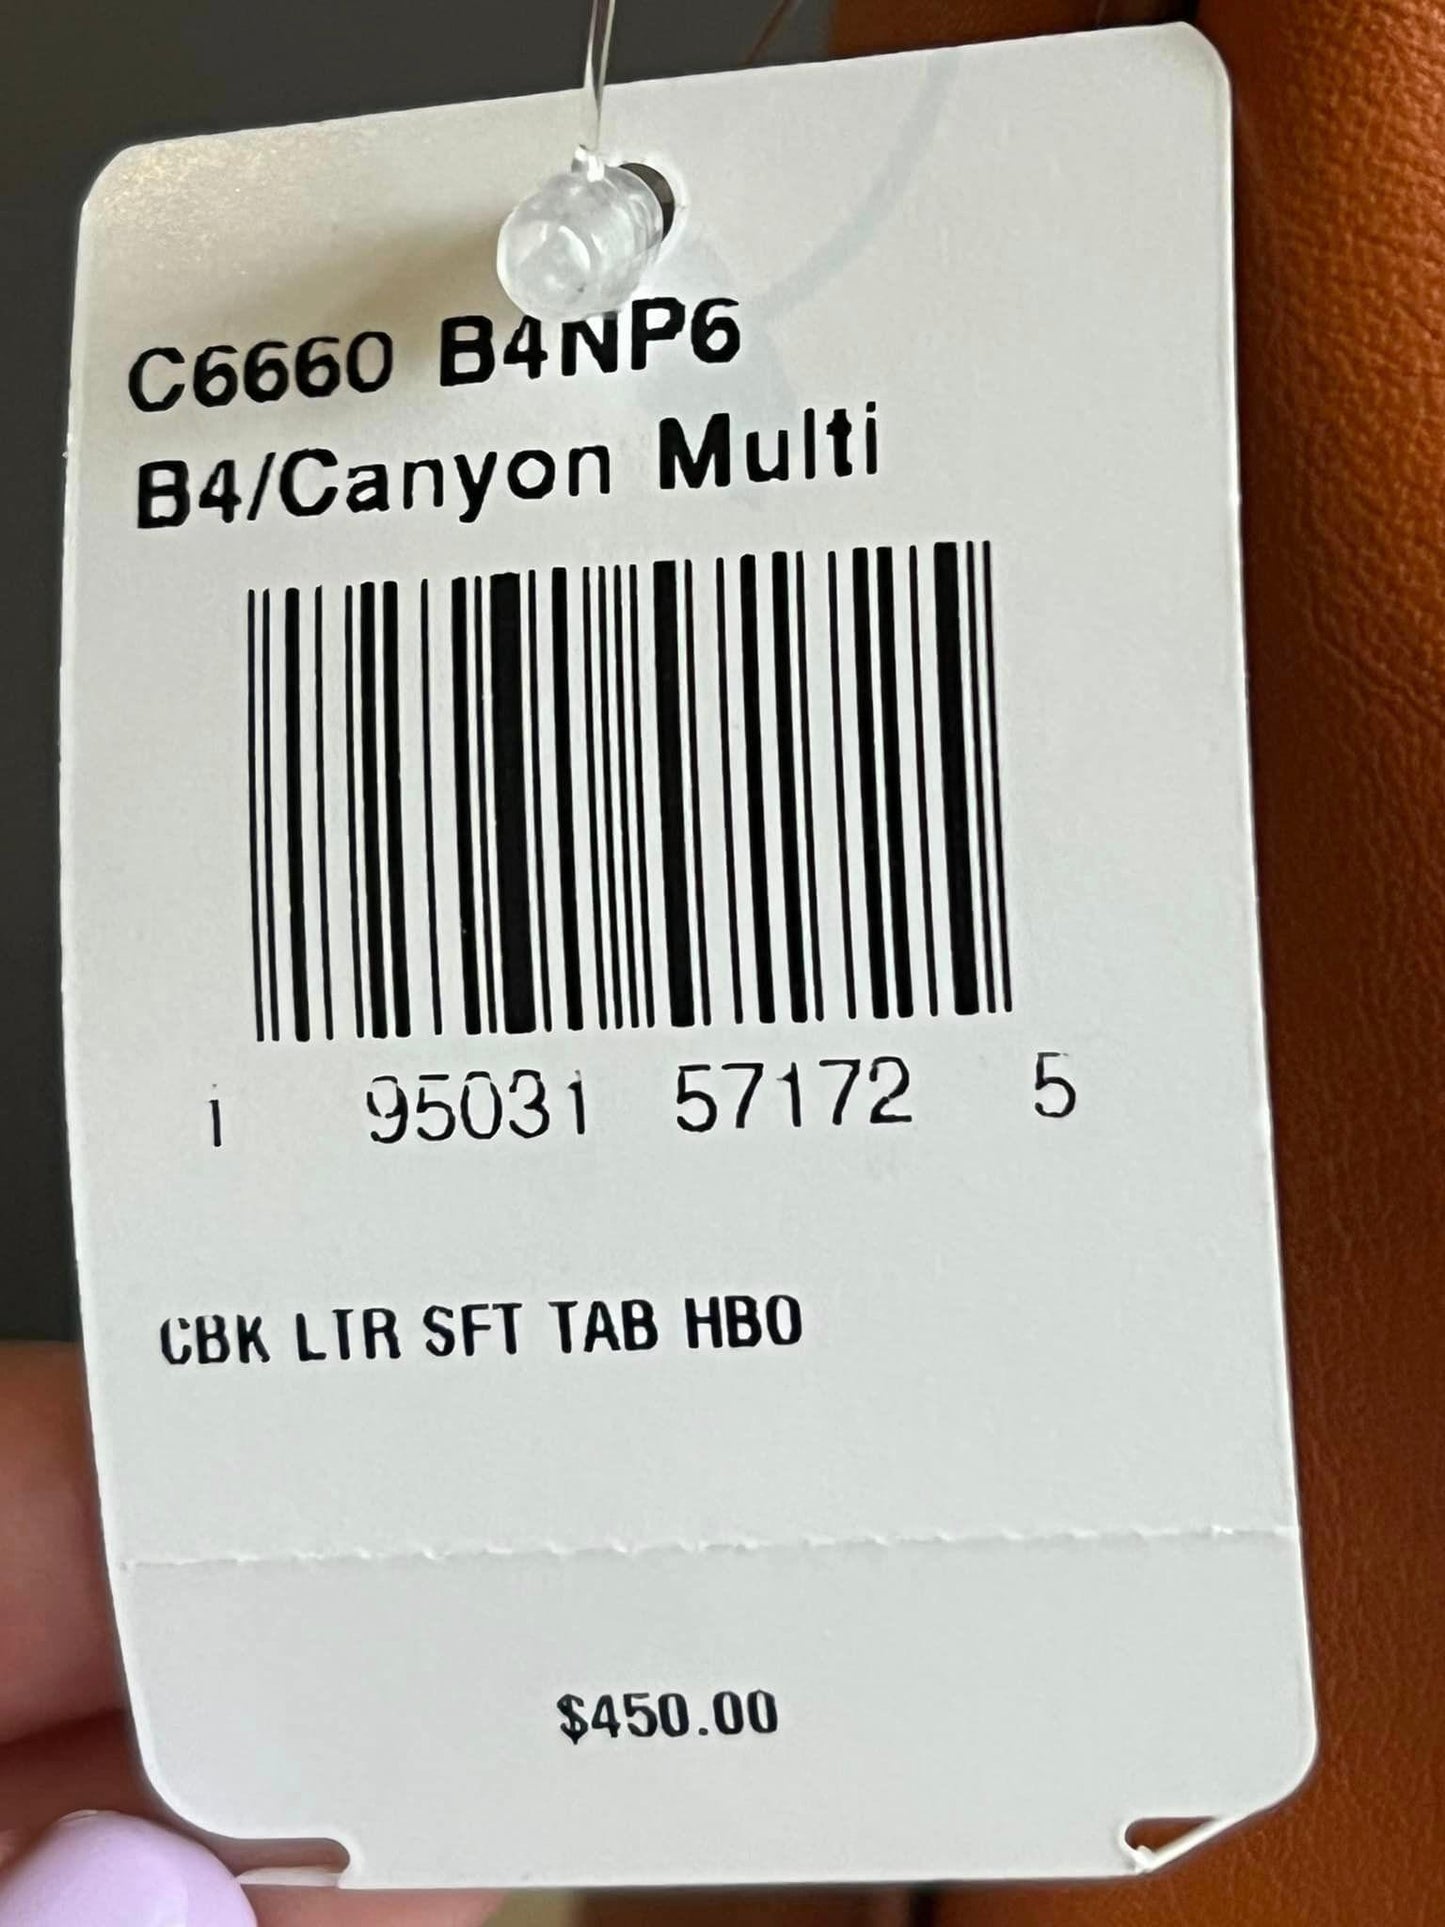 C6660 B4NP6
B4/Canyon Multi
1 95031 57172 5
CBK LTR SFT TAB HBO
$450.00